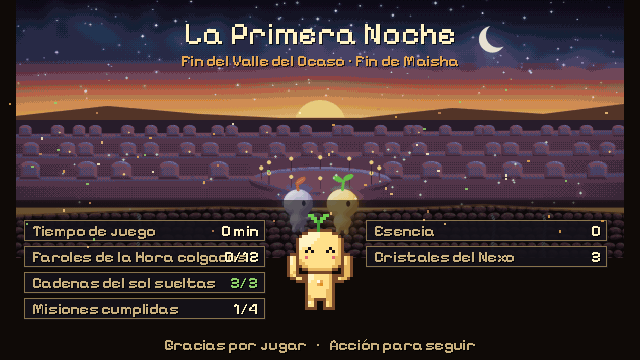 La Primera Noche
Fin del Valle del Ocaso · Fin de Maisha
Tiempo de juego 0 min
Faroles de la Hora colgados 0/12
Cadenas del sol sueltas 3/3
Misiones cumplidas 1/4
Esencia 0
Cristales del Nexo 3
Gracias por jugar · Acción para seguir